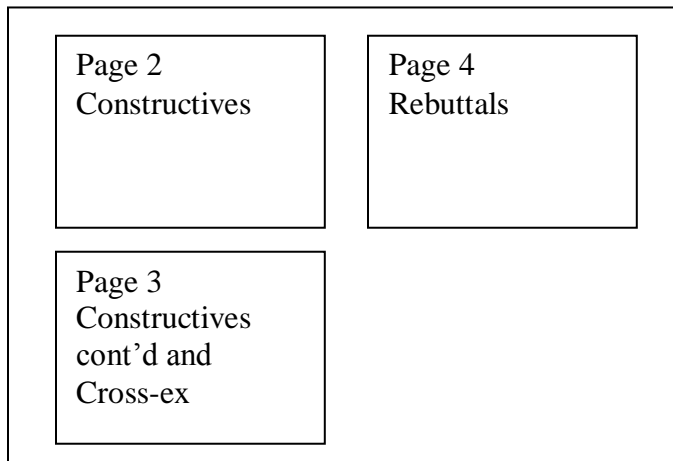 Page 2
Constructives
Page 4
Rebuttals
Page 3
Constructives
cont’d and
Cross-ex